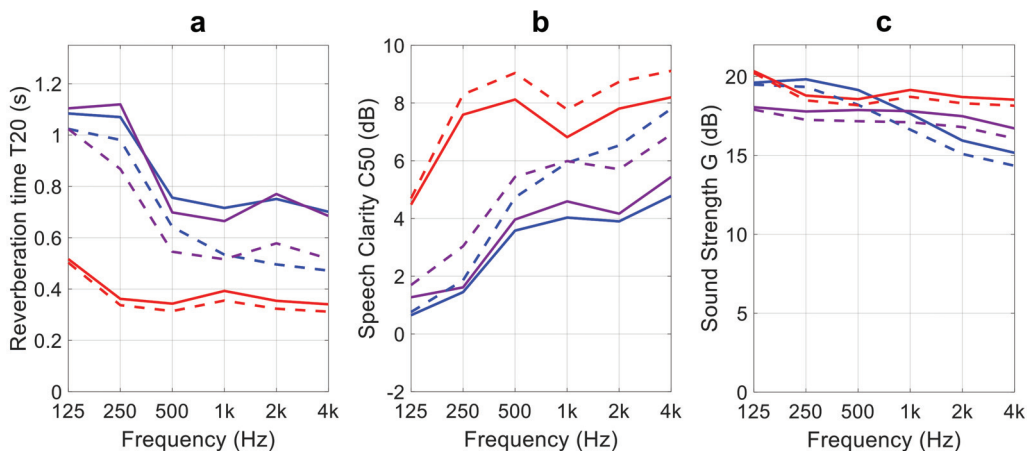 a
b
c
Reverberation time T20 (s)
1.2
1
0.8
0.6
0.4
0.2
0
125 250 500 1k 2k 4k
Frequency (Hz)
Speech Clarity C50 (dB)
10
8
6
4
2
0
-2
125 250 500 1k 2k 4k
Frequency (Hz)
Sound Strength G (dB)
20
15
10
5
0
125 250 500 1k 2k 4k
Frequency (Hz)